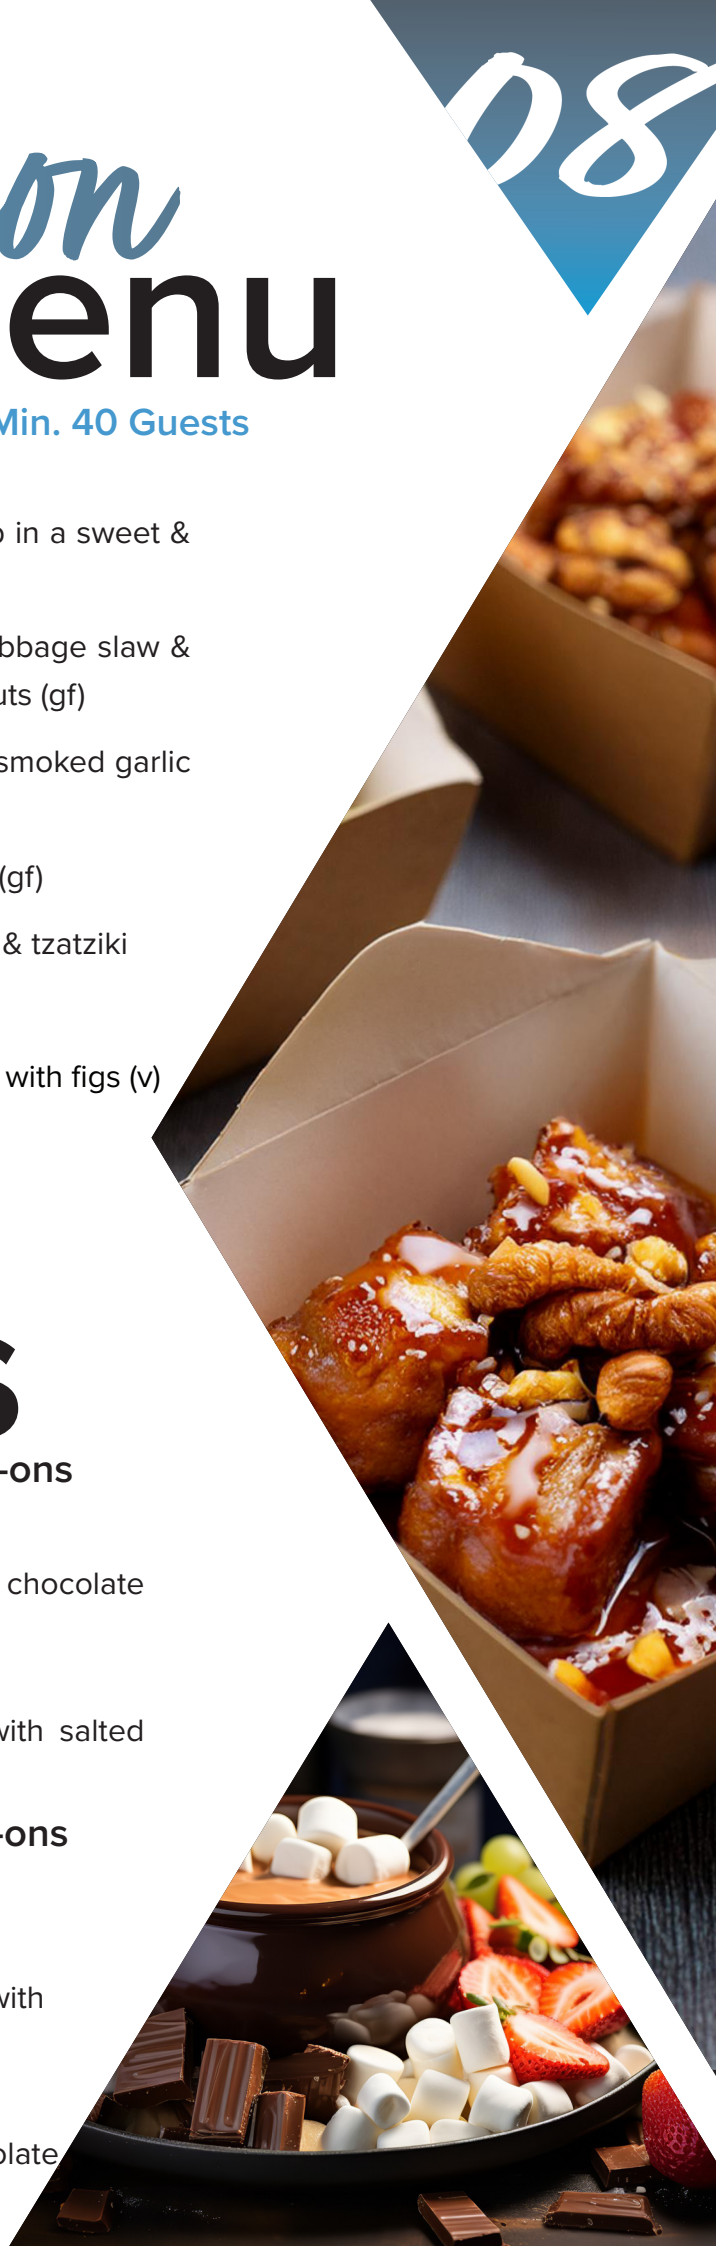 08
on
enu
Min. 40 Guests
in a sweet &
bbage slaw &
uts (gf)
smoked garlic
(gf)
& tzatziki
with figs (v)
s
-ons
chocolate
with salted
-ons
with
olate